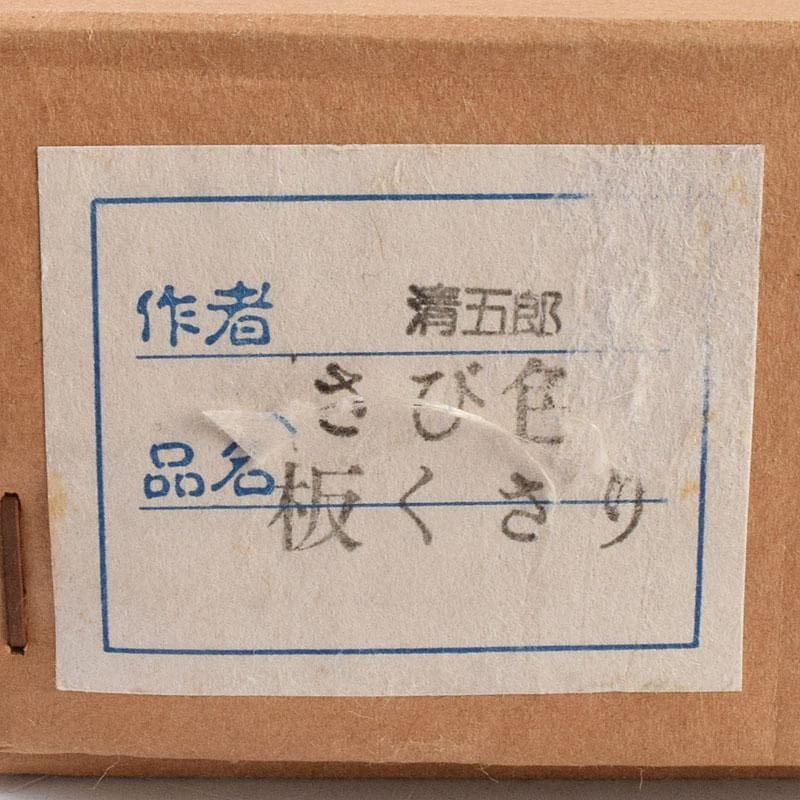 作者 清五郎
さび色
品名
板くさり